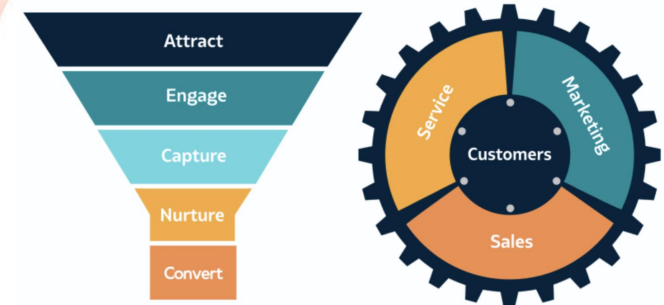 Attract
Engage
Capture
Nurture
Convert
Service
Marketing
Customers
Sales